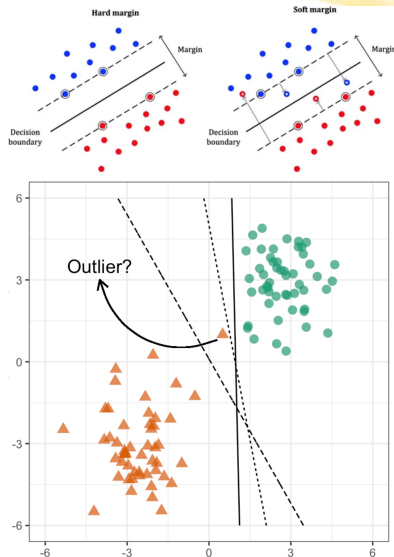 Hard margin
Soft margin
Margin
Margin
Decision
boundary
Decision
boundary
6
3
0
-3
-6
Outlier?
-6
-3
0
3
6